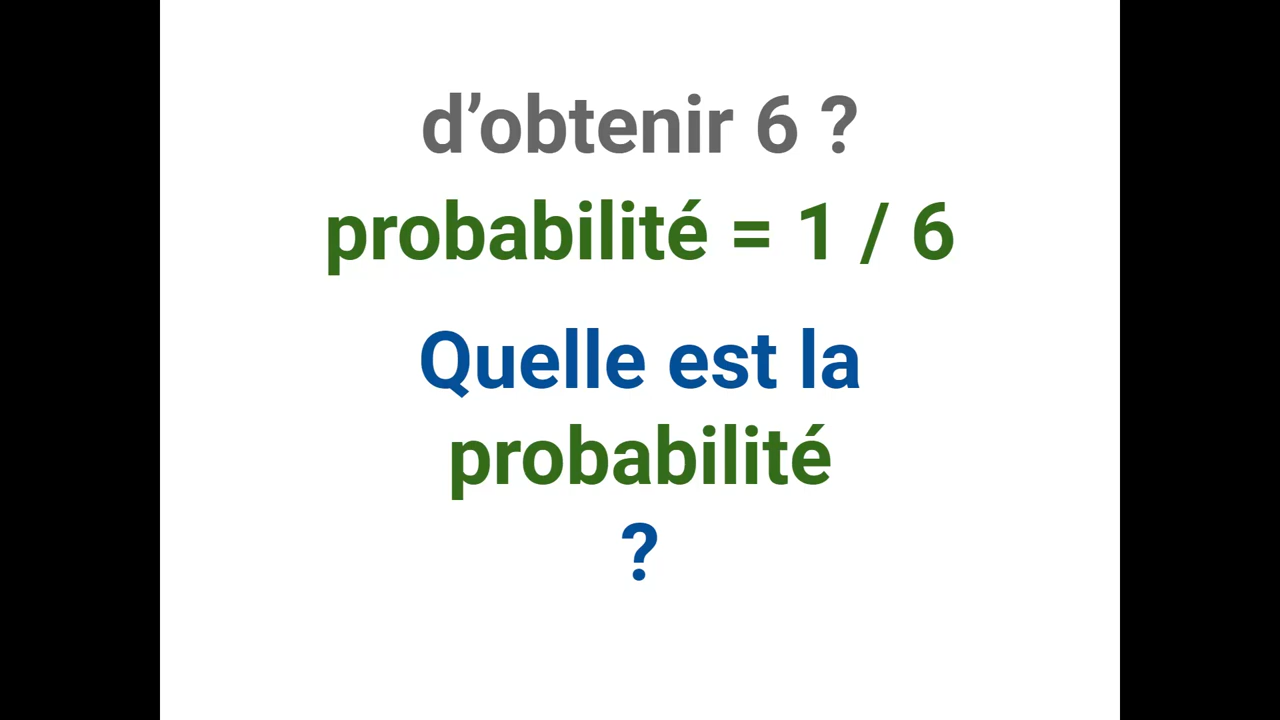 d’obtenir 6 ?
probabilité = 1 / 6
Quelle est la
probabilité
?